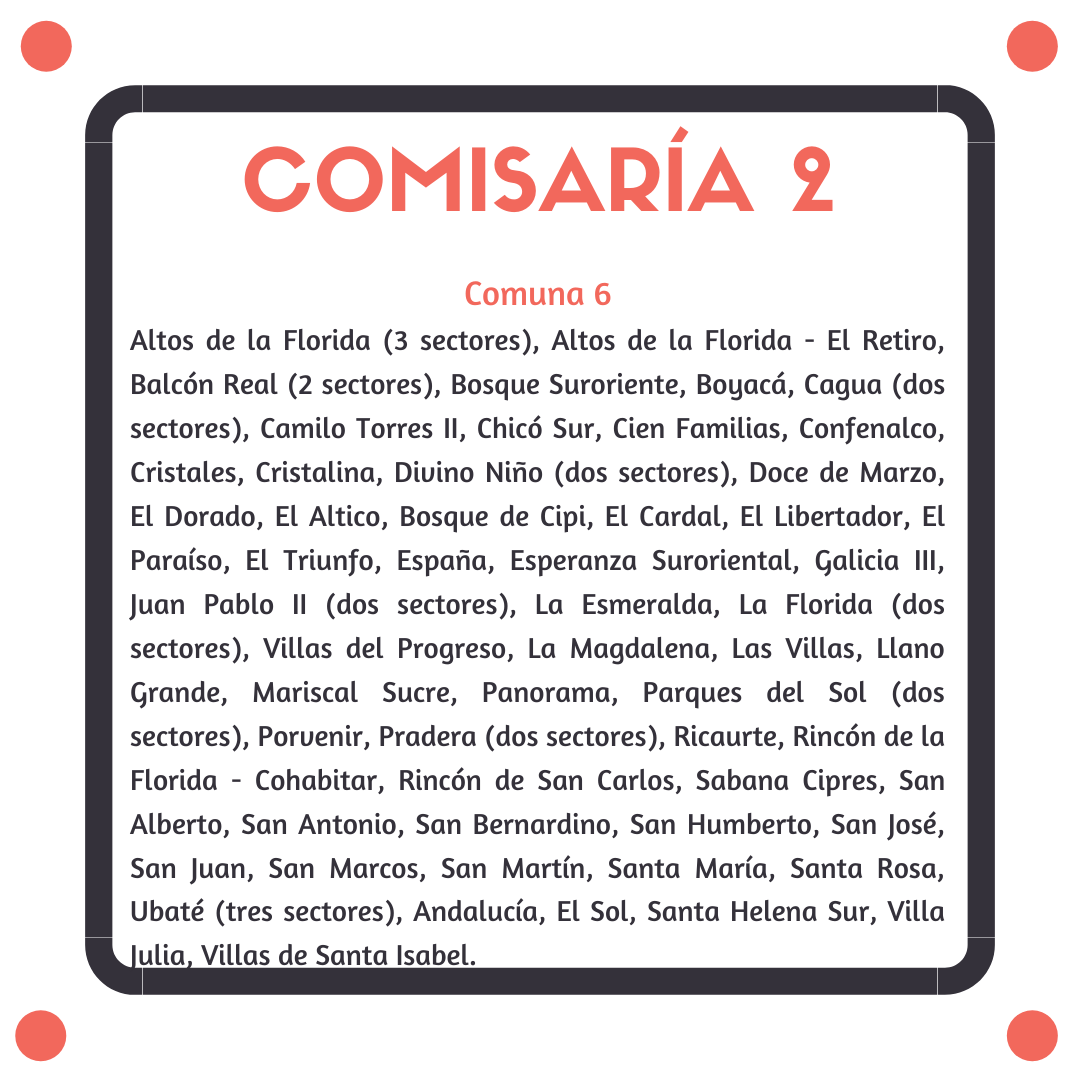 COMISARÍA 2
Comuna 6
Altos de la Florida (3 sectores), Altos de la Florida - El Retiro,
Balcón Real (2 sectores), Bosque Suroriente, Boyacá, Cagua (dos
sectores), Camilo Torres II, Chicó Sur, Cien Familias, Confenalco,
Cristales, Cristalina, Divino Niño (dos sectores), Doce de Marzo,
El Dorado, El Altico, Bosque de Cipi, El Cardal, El Libertador, El
Paraíso, El Triunfo, España, Esperanza Suroriental, Galicia III,
Juan Pablo II (dos sectores), La Esmeralda, La Florida (dos
sectores), Villas del Progreso, La Magdalena, Las Villas, Llano
Grande, Mariscal Sucre, Panorama, Parques del Sol (dos
sectores), Porvenir, Pradera (dos sectores), Ricaurte, Rincón de la
Florida - Cohabitar, Rincón de San Carlos, Sabana Cipres, San
Alberto, San Antonio, San Bernardino, San Humberto, San José,
San Juan, San Marcos, San Martín, Santa María, Santa Rosa,
Ubaté (tres sectores), Andalucía, El Sol, Santa Helena Sur, Villa
Julia, Villas de Santa Isabel.